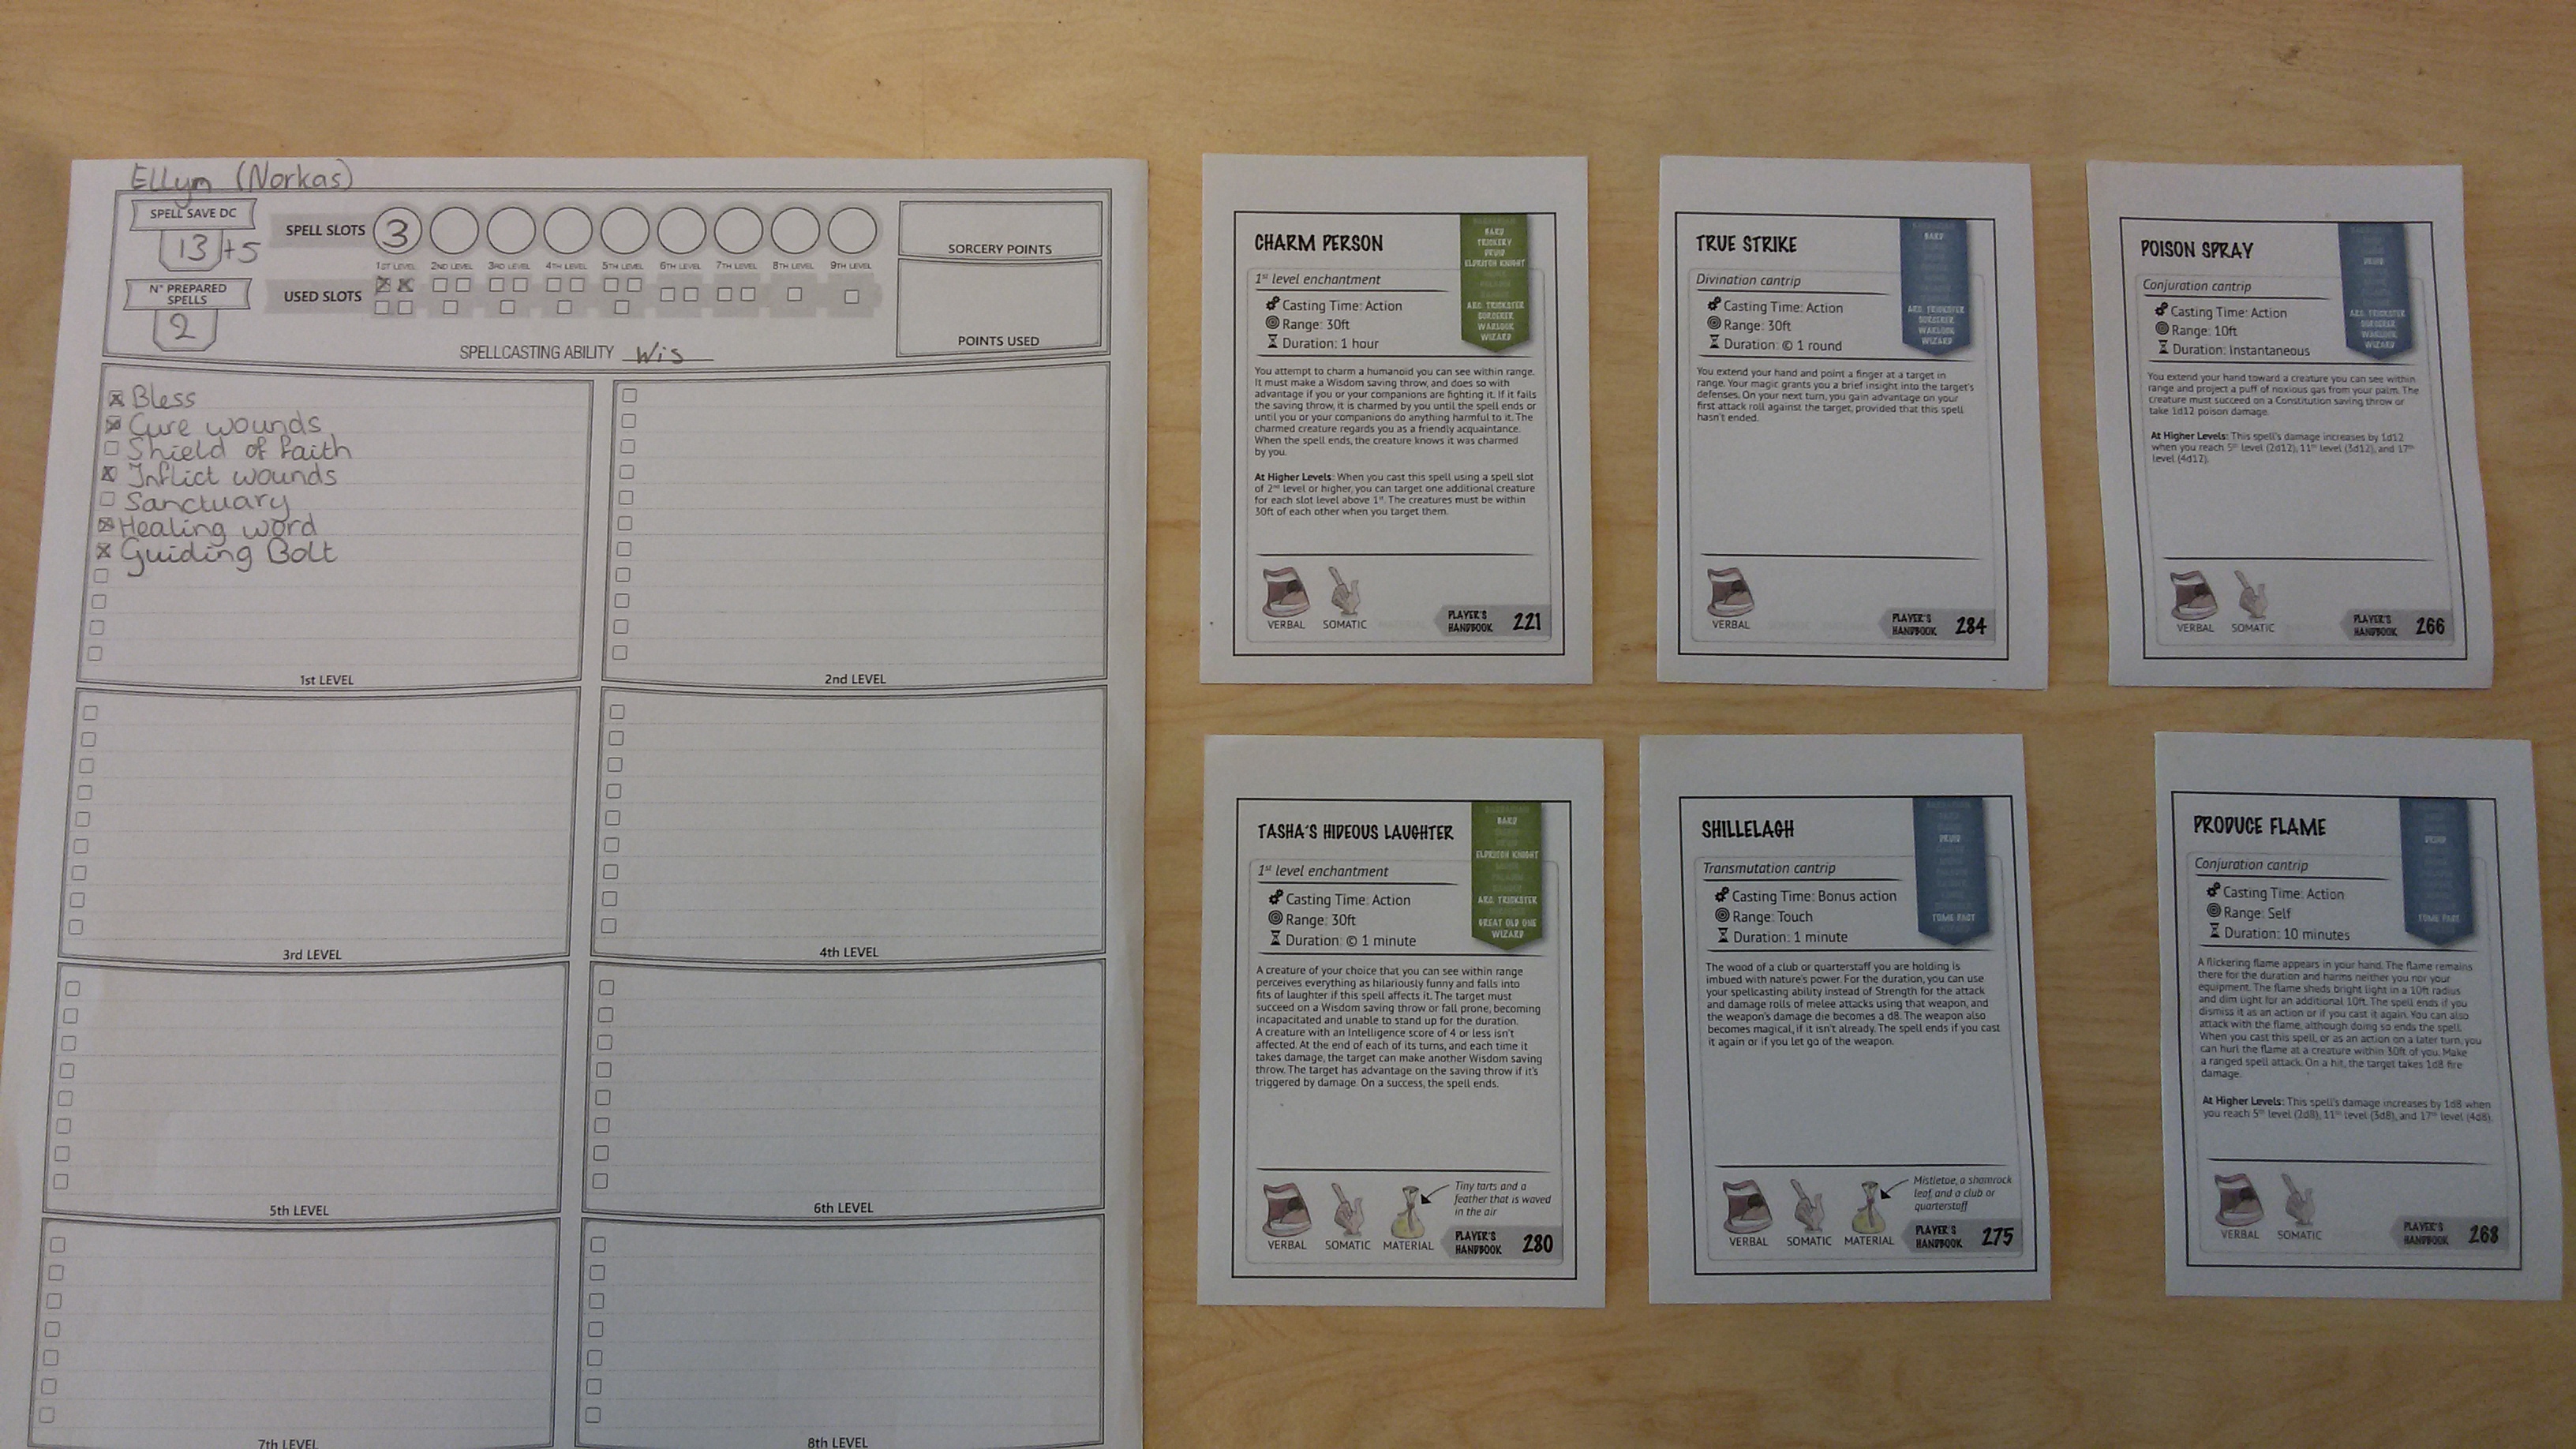 Ellyn (Norkas)
SPELL SAVE DC
13 +5
SPELL SLOTS
3
1ST LEVEL 2ND LEVEL 3RD LEVEL 4TH LEVEL 5TH LEVEL 6TH LEVEL 7TH LEVEL 8TH LEVEL 9TH LEVEL
SORCERY POINTS
N° PREPARED
SPELLS
2
USED SLOTS
POINTS USED
SPELLCASTING ABILITY Wis
Bless
Cure wounds
Shield of faith
Inflict wounds
Sanctuary
Healing word
Guiding Bolt
1st LEVEL
2nd LEVEL
3rd LEVEL
4th LEVEL
5th LEVEL
6th LEVEL
7th LEVEL
8th LEVEL
CHARM PERSON
BARD
TRICKERY
DRUID
ELDRITCH KNIGHT
ARC. TRICKSTER
SORCERER
WARLOCK
WIZARD
1st level enchantment
Casting Time: Action
Range: 30ft
Duration: 1 hour
You attempt to charm a humanoid you can see within range.
It must make a Wisdom saving throw, and does so with
advantage if you or your companions are fighting it. If it fails
the saving throw, it is charmed by you until the spell ends or
until you or your companions do anything harmful to it. The
charmed creature regards you as a friendly acquaintance.
When the spell ends, the creature knows it was charmed
by you.
At Higher Levels: When you cast this spell using a spell slot
of 2nd level or higher, you can target one additional creature
for each slot level above 1st. The creatures must be within
30ft of each other when you target them.
VERBAL SOMATIC
PLAYER'S
HANDBOOK 221
TRUE STRIKE
BARD
ARC. TRICKSTER
SORCERER
WARLOCK
WIZARD
Divination cantrip
Casting Time: Action
Range: 30ft
Duration: © 1 round
You extend your hand and point a finger at a target in
range. Your magic grants you a brief insight into the target's
defenses. On your next turn, you gain advantage on your
first attack roll against the target, provided that this spell
hasn't ended.
VERBAL
PLAYER'S
HANDBOOK 284
POISON SPRAY
DRUID
ARC. TRICKSTER
SORCERER
WARLOCK
WIZARD
Conjuration cantrip
Casting Time: Action
Range: 10ft
Duration: Instantaneous
You extend your hand toward a creature you can see within
range and project a puff of noxious gas from your palm. The
creature must succeed on a Constitution saving throw or
take 1d12 poison damage.
At Higher Levels: This spell's damage increases by 1d12
when you reach 5th level (2d12), 11th level (3d12), and 17th
level (4d12).
VERBAL SOMATIC
PLAYER'S
HANDBOOK 266
TASHA'S HIDEOUS LAUGHTER
BARD
ELDRITCH KNIGHT
ARC. TRICKSTER
GREAT OLD ONE
WIZARD
1st level enchantment
Casting Time: Action
Range: 30ft
Duration: © 1 minute
A creature of your choice that you can see within range
perceives everything as hilariously funny and falls into
fits of laughter if this spell affects it. The target must
succeed on a Wisdom saving throw or fall prone, becoming
incapacitated and unable to stand up for the duration.
A creature with an Intelligence score of 4 or less isn't
affected. At the end of each of its turns, and each time it
takes damage, the target can make another Wisdom saving
throw. The target has advantage on the saving throw if it's
triggered by damage. On a success, the spell ends.
Tiny tarts and a
feather that is waved
in the air
VERBAL SOMATIC MATERIAL
PLAYER'S
HANDBOOK 280
SHILLELAGH
DRUID
TOME PACT
Transmutation cantrip
Casting Time: Bonus action
Range: Touch
Duration: 1 minute
The wood of a club or quarterstaff you are holding is
imbued with nature's power. For the duration, you can use
your spellcasting ability instead of Strength for the attack
and damage rolls of melee attacks using that weapon, and
the weapon's damage die becomes a d8. The weapon also
becomes magical, if it isn't already. The spell ends if you cast
it again or if you let go of the weapon.
Mistletoe, a shamrock
leaf, and a club or
quarterstaff
VERBAL SOMATIC MATERIAL
PLAYER'S
HANDBOOK 275
PRODUCE FLAME
DRUID
TOME PACT
Conjuration cantrip
Casting Time: Action
Range: Self
Duration: 10 minutes
A flickering flame appears in your hand. The flame remains
there for the duration and harms neither you nor your
equipment. The flame sheds bright light in a 10ft radius
and dim light for an additional 10ft. The spell ends if you
dismiss it as an action or if you cast it again. You can also
attack with the flame, although doing so ends the spell.
When you cast this spell, or as an action on a later turn, you
can hurl the flame at a creature within 30ft of you. Make
a ranged spell attack. On a hit, the target takes 1d8 fire
damage.
At Higher Levels: This spell's damage increases by 1d8 when
you reach 5th level (2d8), 11th level (3d8), and 17th level (4d8).
VERBAL SOMATIC
PLAYER'S
HANDBOOK 268